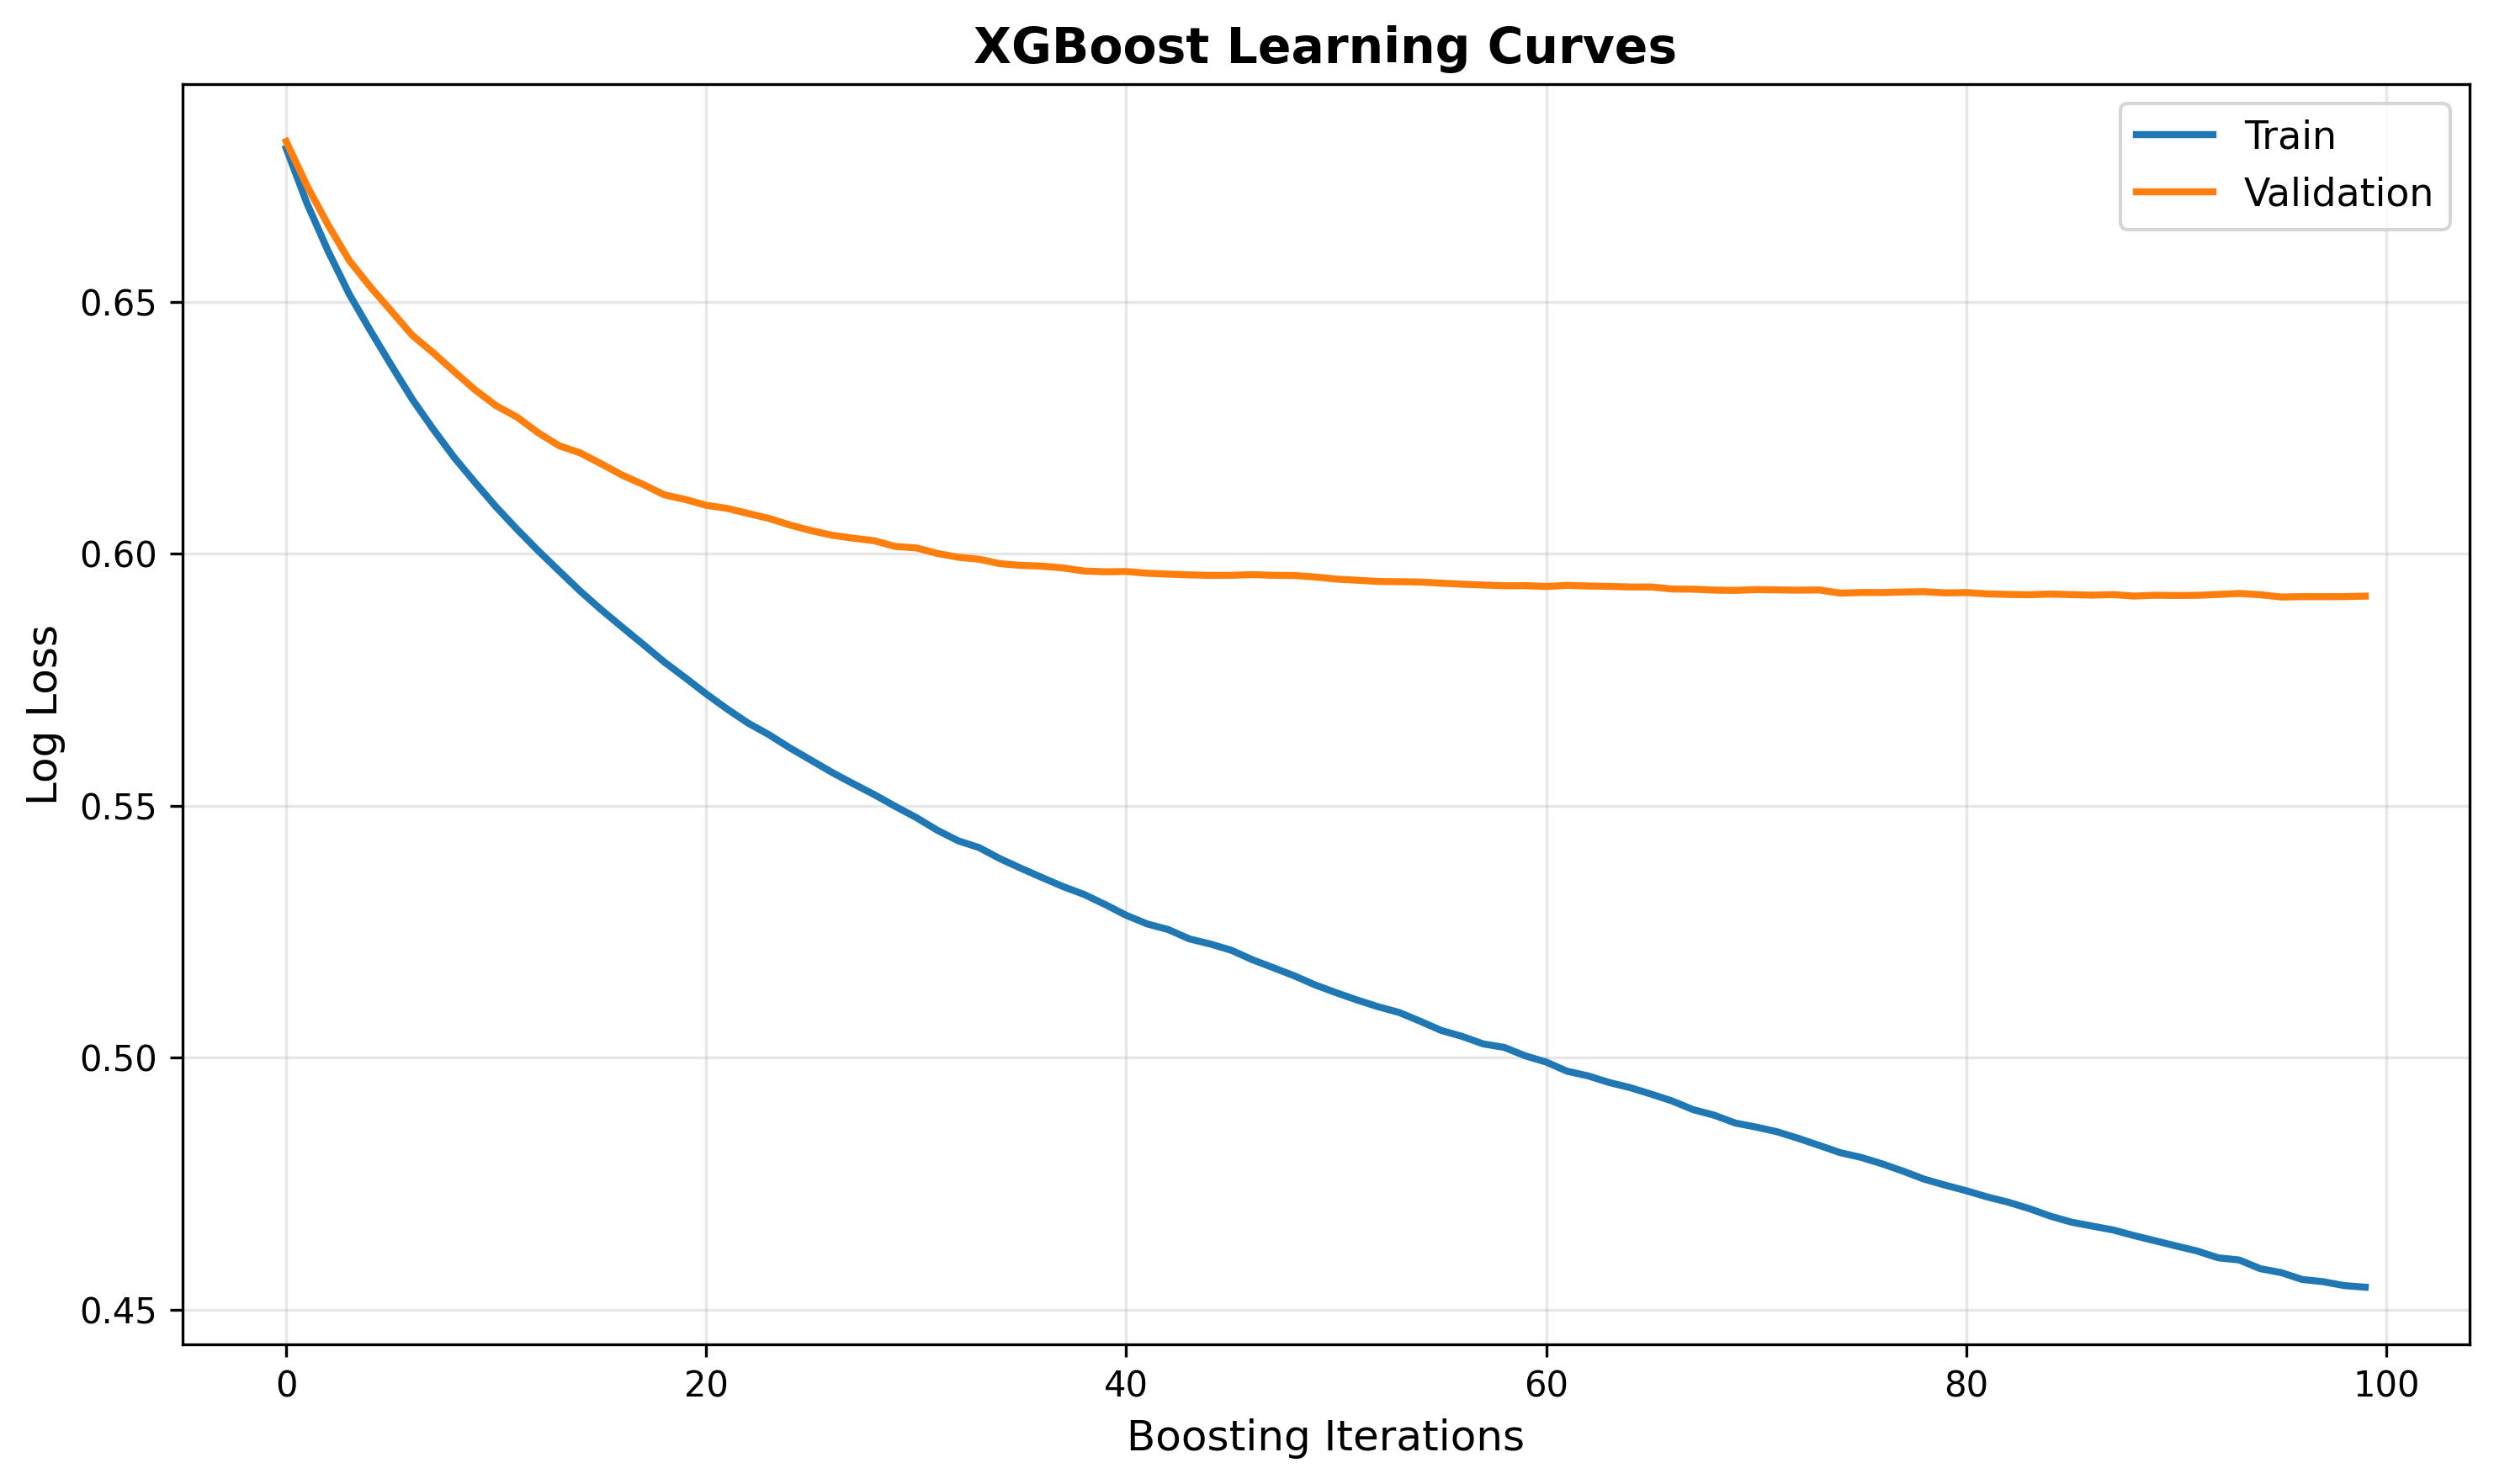 XGBoost Learning Curves
Train
Validation
Log Loss
0.65
0.60
0.55
0.50
0.45
0 20 40 60 80 100
Boosting Iterations